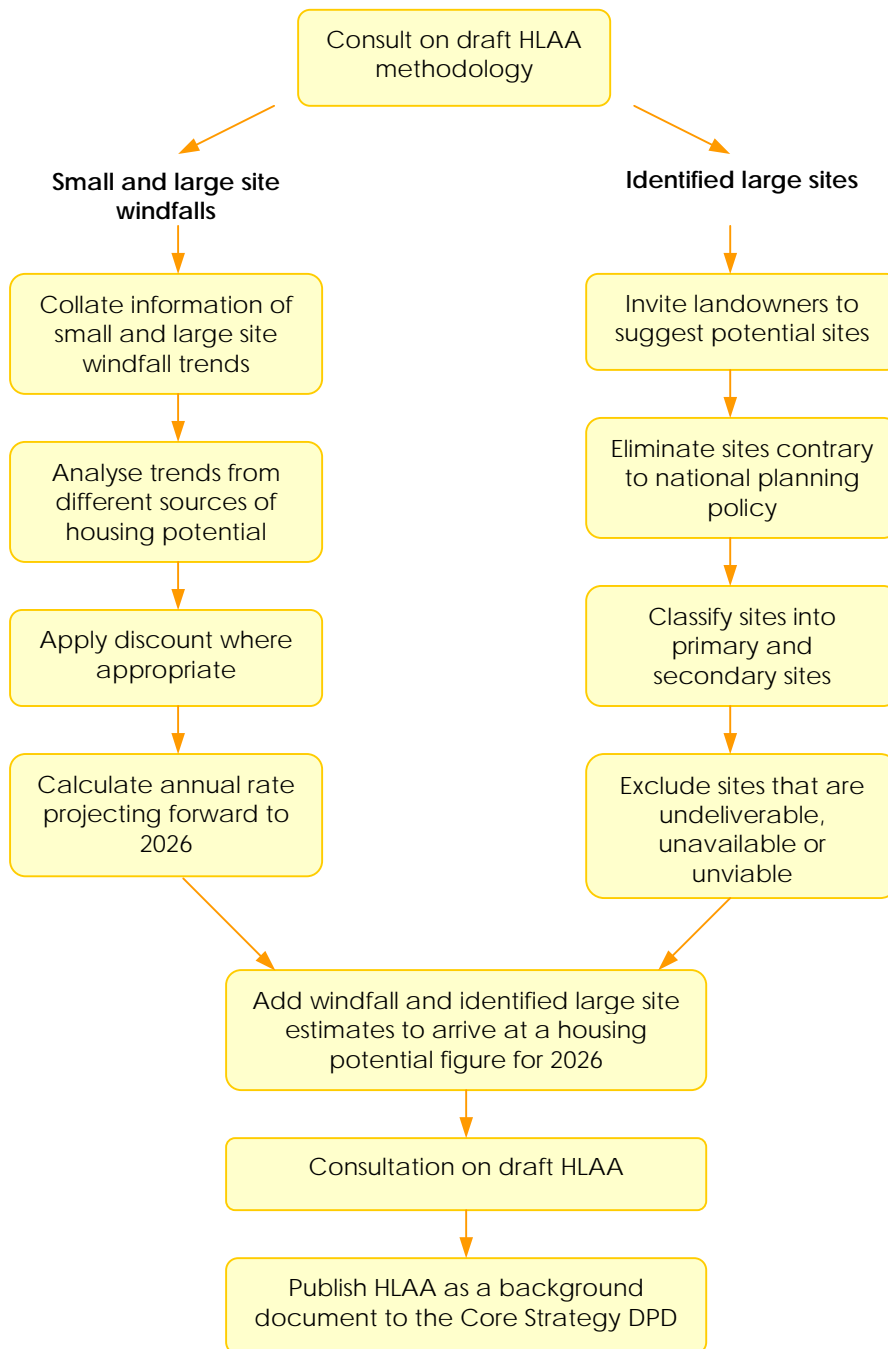 Consult on draft HLAA
methodology
Small and large site
windfalls
Collate information of
small and large site
windfall trends
Analyse trends from
different sources of
housing potential
Apply discount where
appropriate
Calculate annual rate
projecting forward to
2026
Identified large sites
Invite landowners to
suggest potential sites
Eliminate sites contrary
to national planning
policy
Classify sites into
primary and
secondary sites
Exclude sites that are
undeliverable,
unavailable or
unviable
Add windfall and identified large site
estimates to arrive at a housing
potential figure for 2026
Consultation on draft HLAA
Publish HLAA as a background
document to the Core Strategy DPD